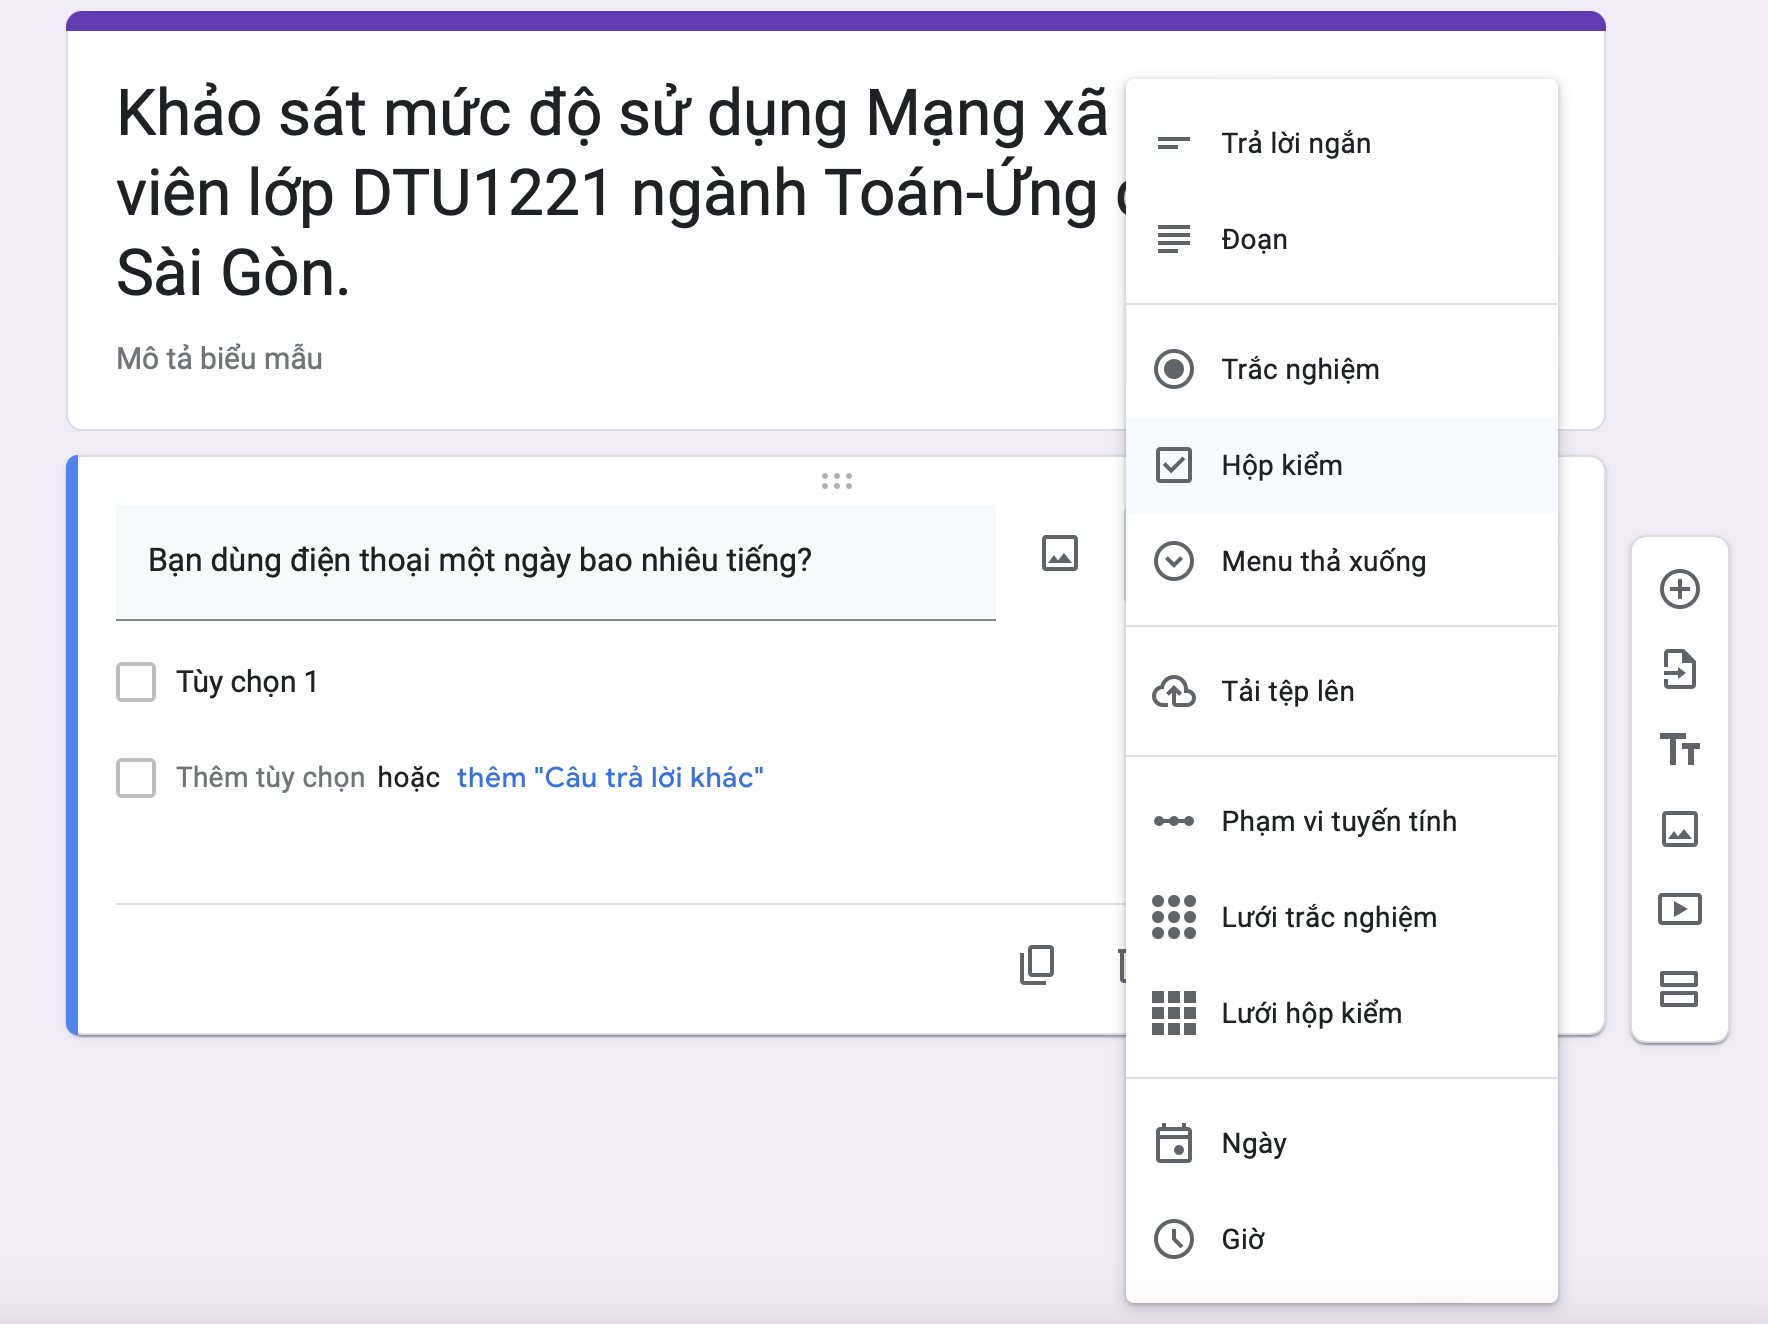 Khảo sát mức độ sử dụng Mạng xã
viên lớp DTU1221 ngành Toán-Ứng
Sài Gòn.
Mô tả biểu mẫu
Bạn dùng điện thoại một ngày bao nhiêu tiếng?
Tùy chọn 1
Thêm tùy chọn hoặc thêm "Câu trả lời khác"
Trả lời ngắn
Đoạn
Trắc nghiệm
Hộp kiểm
Menu thả xuống
Tải tệp lên
Phạm vi tuyến tính
Lưới trắc nghiệm
Lưới hộp kiểm
Ngày
Giờ
Tт